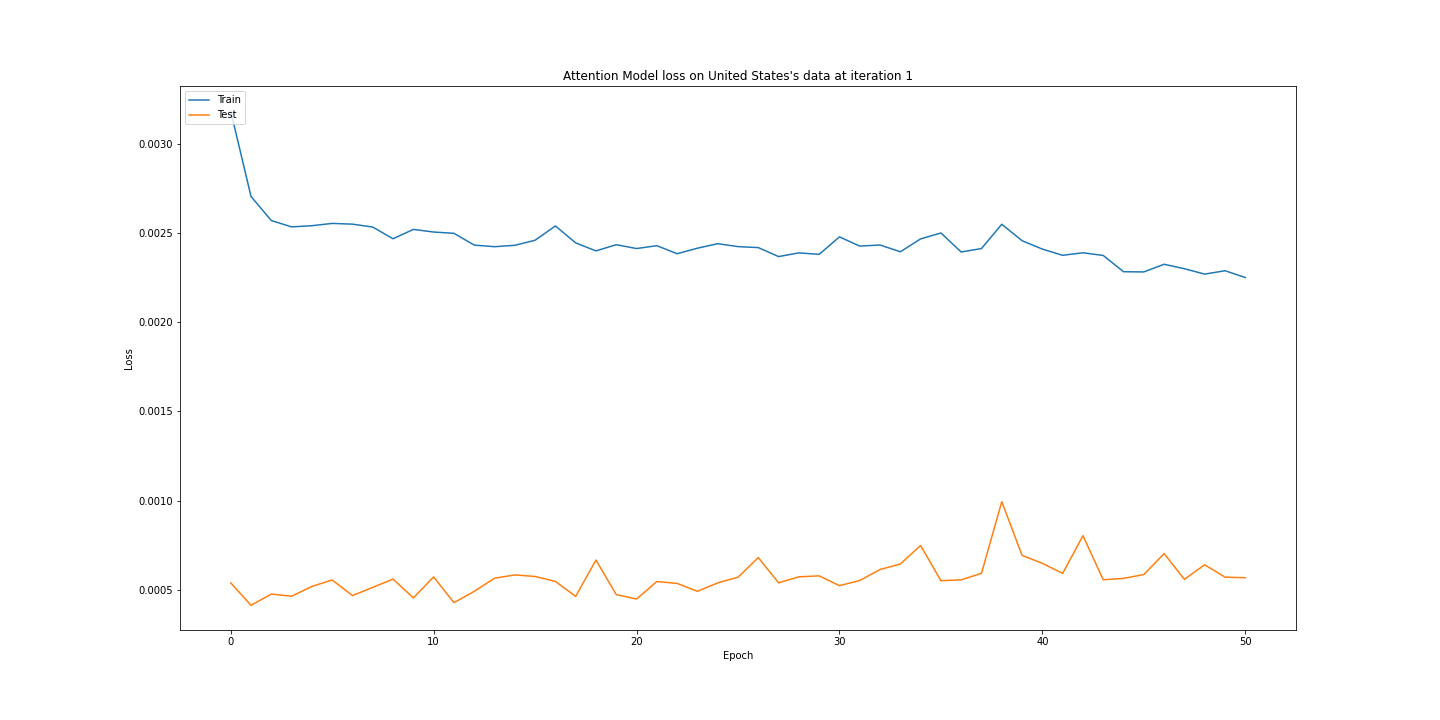 Attention Model loss on United States's data at iteration 1
Train
Test
0.0030
0.0025
0.0020
0.0015
0.0010
0.0005
Loss
0 10 20 30 40 50
Epoch